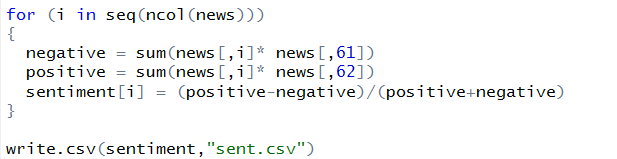 for (i in seq(ncol(news)))
{
  negative = sum(news[,i]* news[,61])
  positive = sum(news[,i]* news[,62])
  sentiment[i] = (positive-negative)/(positive+negative)
}

write.csv(sentiment,"sent.csv")